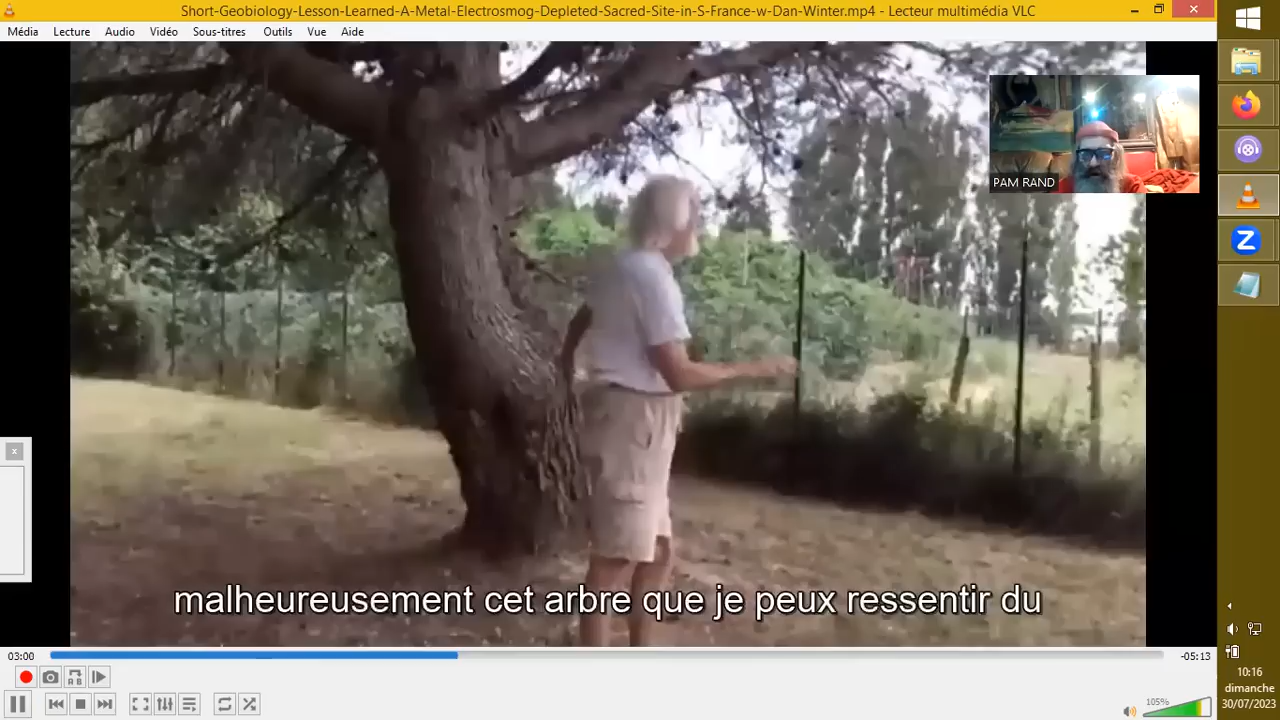 Short-Geobiology-Lesson-Learned-A-Metal-Electrosmog-Depleted-Sacred-Site-in-S-France-w-Dan-Winter.mp4 - Lecteur multimédia VLC
Média Lecture Audio Vidéo Sous-titres Outils Vue Aide
PAM RAND
malheureusement cet arbre que je peux ressentir du
03:00
-05:13
105%
10:16
dimanche
30/07/2023